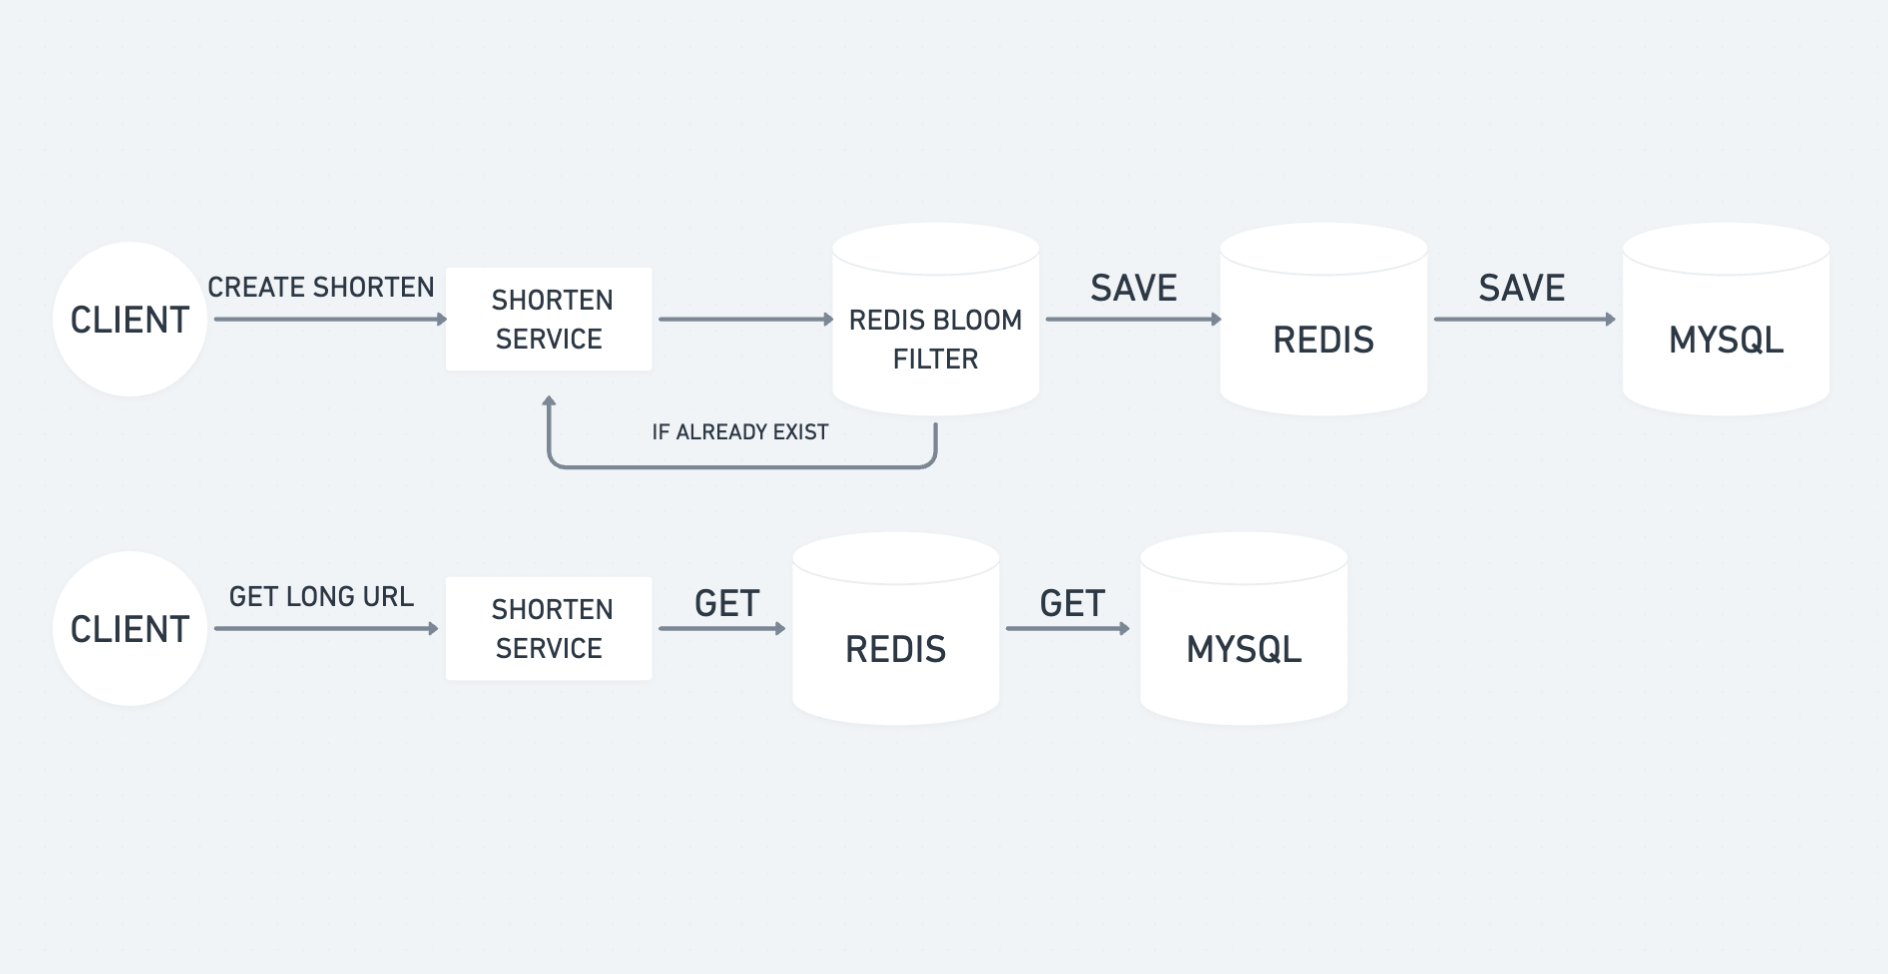 CLIENT
CREATE SHORTEN
SHORTEN
SERVICE
REDIS BLOOM
FILTER
SAVE
REDIS
SAVE
MYSQL
IF ALREADY EXIST
CLIENT
GET LONG URL
SHORTEN
SERVICE
GET
REDIS
GET
MYSQL